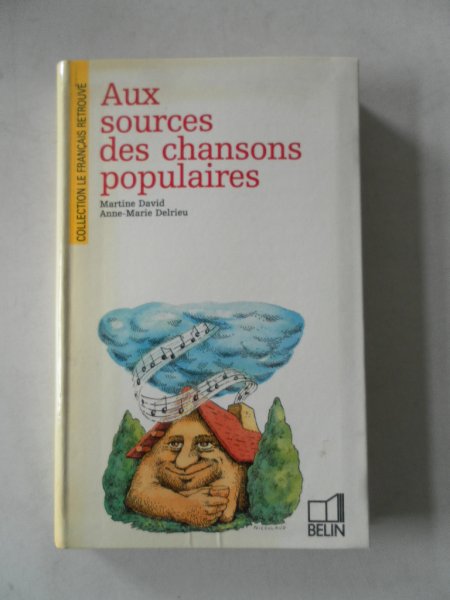 COLLECTION LE FRANÇAIS RETROUVÉ
Aux
sources
des chansons
populaires
Martine David
Anne-Marie Delrieu
BELIN